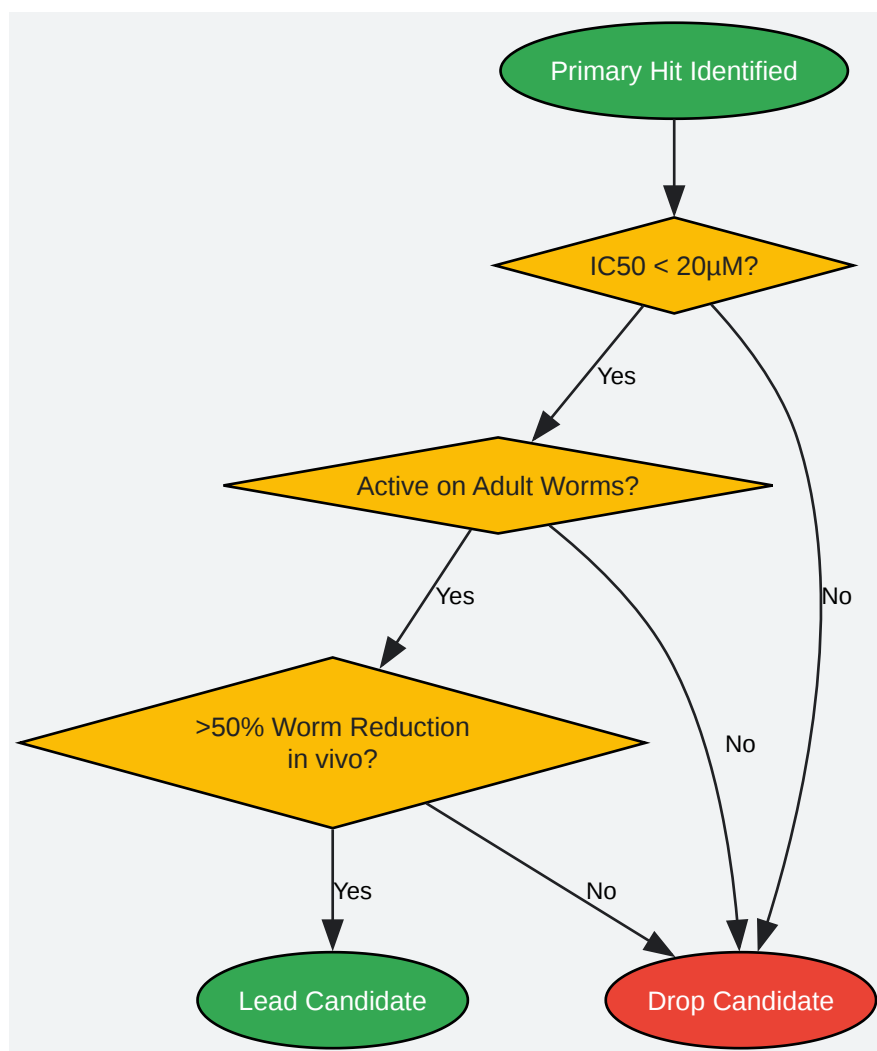 Primary Hit Identified
IC50 < 20µM?
Yes
Active on Adult Worms?
Yes
No
>50% Worm Reduction
in vivo?
No
Yes
No
Lead Candidate
Drop Candidate